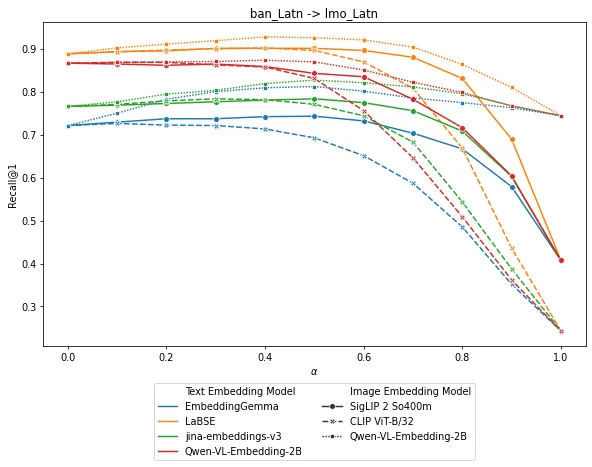 ban_Latn -> lmo_Latn
Recall@1
0.9
0.8
0.7
0.6
0.5
0.4
0.3
0.0 0.2 0.4 0.6 0.8 1.0
α
Text Embedding Model Image Embedding Model
EmbeddingGemma SigLIP 2 So400m
LaBSE CLIP ViT-B/32
jina-embeddings-v3 Qwen-VL-Embedding-2B
Qwen-VL-Embedding-2B